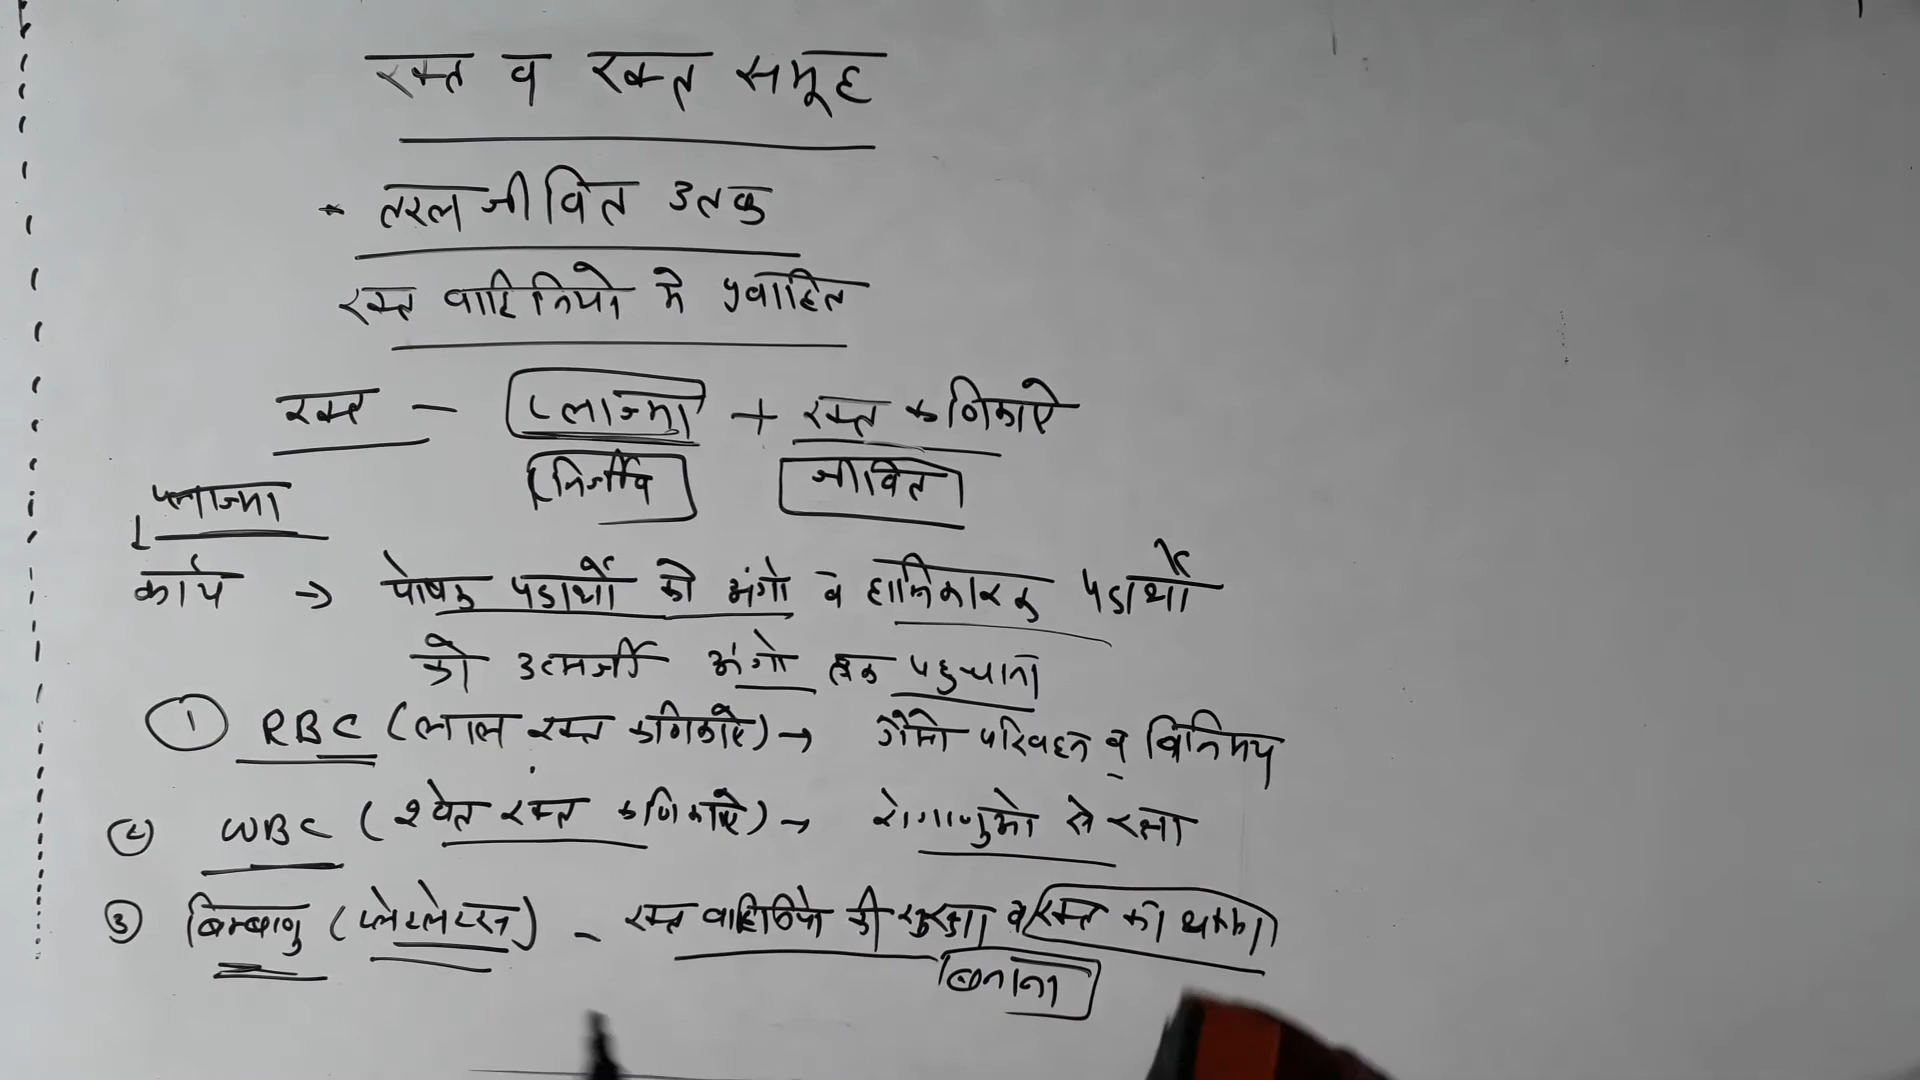 रक्त व रक्त समूह
तरल जीवित उतक
रक्त वाहिनियो मे प्रवाहित
रक्त - प्लाज्मा + रक्त कणिकाऐ
निर्जीव जीवित
प्लाज्मा
कार्य → पोषक पदार्थों को अंगो व हानिकारक पदार्थों
को उत्सर्जी अंगो तक पहुचाना
① RBC (लाल रक्त कणिकाऐ) → गैसो परिवहन व विनिमय
② WBC (श्वेत रक्त कणिकाऐ) → रोगाणुओ से रक्षा
③ बिम्बाणु (प्लेटलेट्स) - रक्त वाहिनियो की सुरक्षा व रक्त का थक्का
बनाना